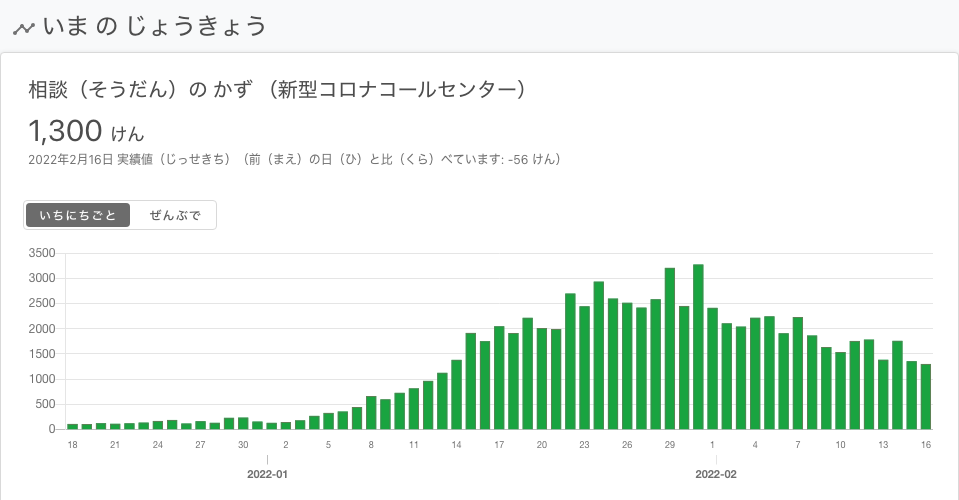 いま の じょうきょう
相談（そうだん）の かず （新型コロナコールセンター）
1,300 けん
2022年2月16日 実績値（じっせきち）（前（まえ）の日（ひ）と比（くら）べています: -56 けん）
いちにちごと ぜんぶで
3500
3000
2500
2000
1500
1000
500
0
18 21 24 27 30 2 5 8 11 14 17 20 23 26 29 1 4 7 10 13 16
2022-01 2022-02